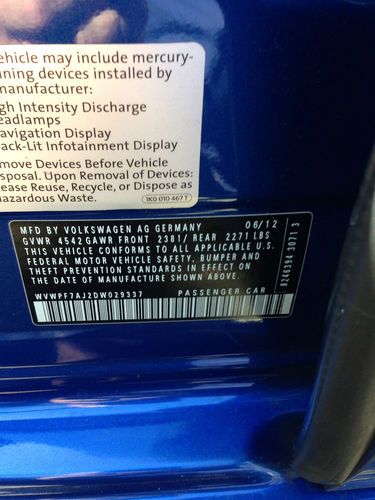 ehicle may include mercury-
ning devices installed by
manufacturer:
gh Intensity Discharge
eadlamps
avigation Display
ack-Lit Infotainment Display
move Devices Before Vehicle
sposal. Upon Removal of Devices:
ease Reuse, Recycle, or Dispose as
azardous Waste.
1K0 010 467 T
MFD BY VOLKSWAGEN AG GERMANY 06/12
GVWR 4542 GAWR FRONT 2381/ REAR 2271 LBS
THIS VEHICLE CONFORMS TO ALL APPLICABLE U.S.
FEDERAL MOTOR VEHICLE SAFETY, BUMPER AND
THEFT PREVENTION STANDARDS IN EFFECT ON
THE DATE OF MANUFACTURE SHOWN ABOVE.
WVWPF7AJ2DW029337 PASSENGER CAR
8246394 3071 3